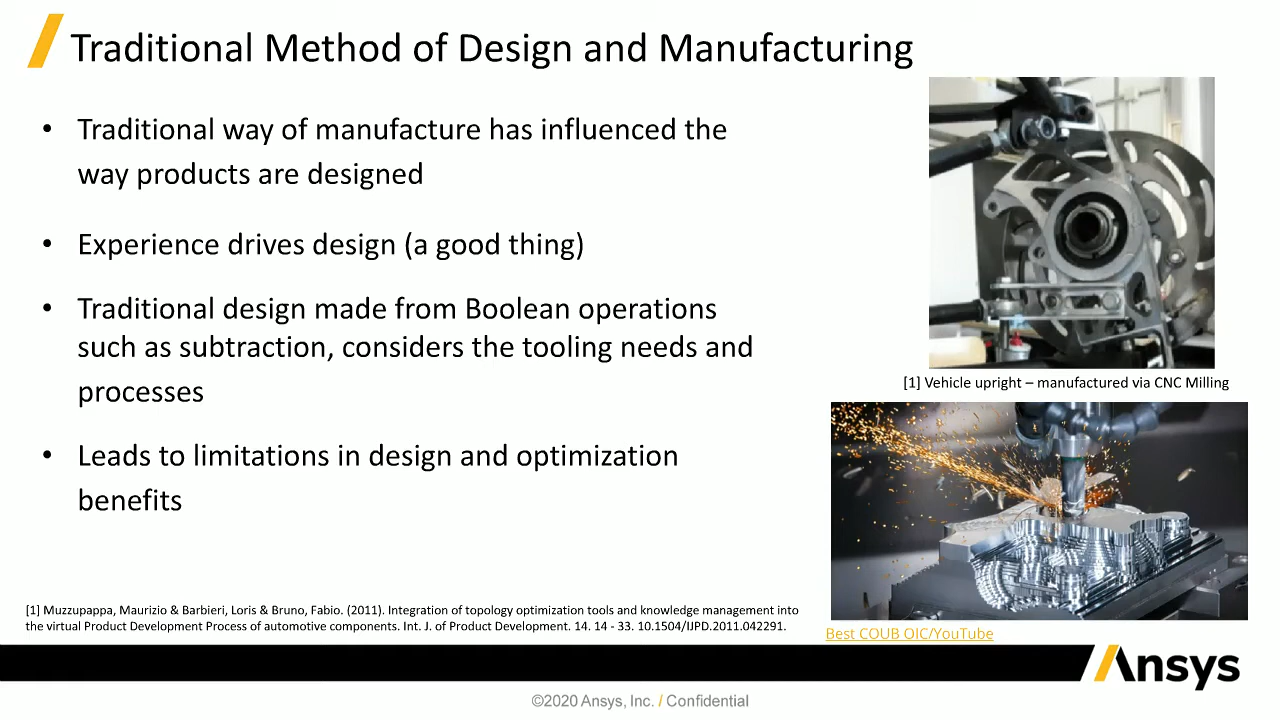 Traditional Method of Design and Manufacturing
• Traditional way of manufacture has influenced the
way products are designed
• Experience drives design (a good thing)
• Traditional design made from Boolean operations
such as subtraction, considers the tooling needs and
processes
• Leads to limitations in design and optimization
benefits
[1] Vehicle upright – manufactured via CNC Milling
[1] Muzzupappa, Maurizio & Barbieri, Loris & Bruno, Fabio. (2011). Integration of topology optimization tools and knowledge management into
the virtual Product Development Process of automotive components. Int. J. of Product Development. 14. 14 - 33. 10.1504/IJPD.2011.042291.
Best COUB OIC/YouTube
Ansys
©2020 Ansys, Inc. / Confidential